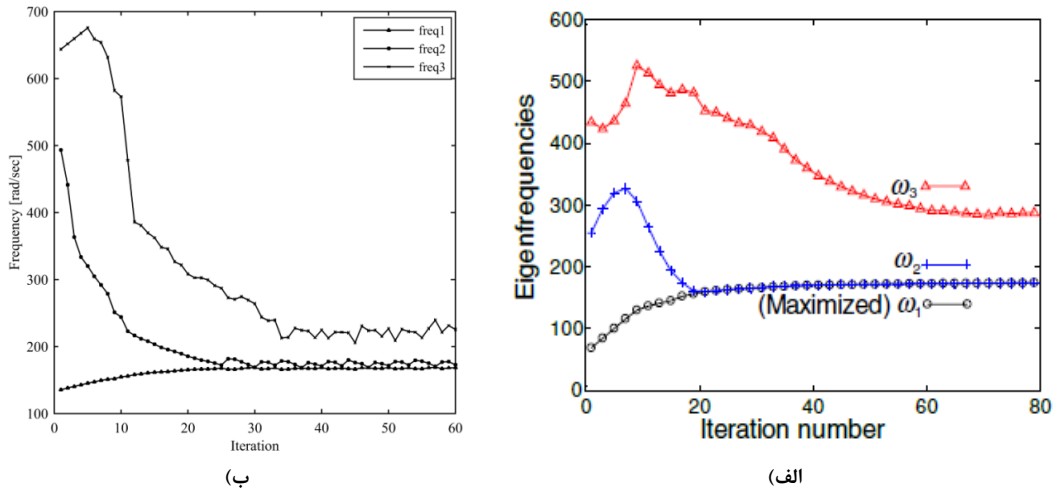 700
600
500
400
300
200
100
0
10
20
30
40
50
60
Frequency [rad/sec]
Iteration
freq1
freq2
freq3
ب)
600
500
400
300
200
100
0
0
20
40
60
80
Eigenfrequencies
Iteration number
ω3
ω2
(Maximized) ω1
الف)